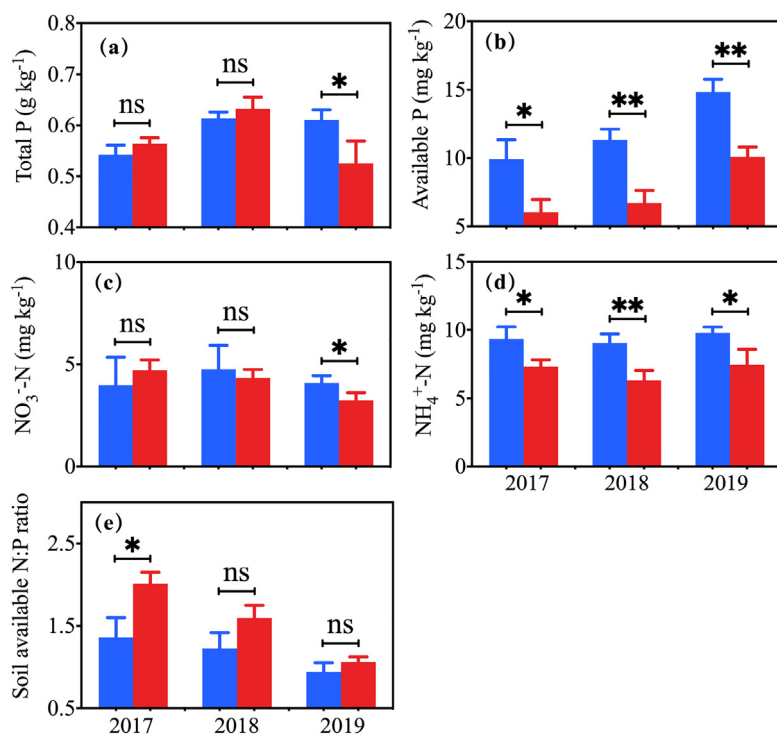 (a)
Total P (g kg⁻¹)
0.8
0.7
0.6
0.5
0.4
ns
ns
*
(b)
Available P (mg kg⁻¹)
20
15
10
5
*
**
**
(c)
NO₃⁻-N (mg kg⁻¹)
10
5
0
ns
ns
*
(d)
NH₄⁺-N (mg kg⁻¹)
15
10
5
0
*
**
*
2017 2018 2019
(e)
Soil available N:P ratio
2.5
1.5
0.5
*
ns
ns
2017 2018 2019